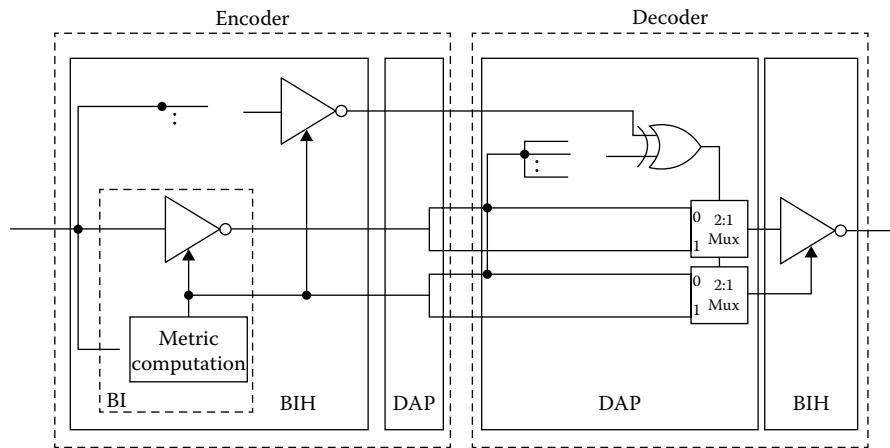 Encoder
Decoder
0
2:1
1
Mux
0
2:1
1
Mux
Metric
computation
BI
BIH
DAP
DAP
BIH